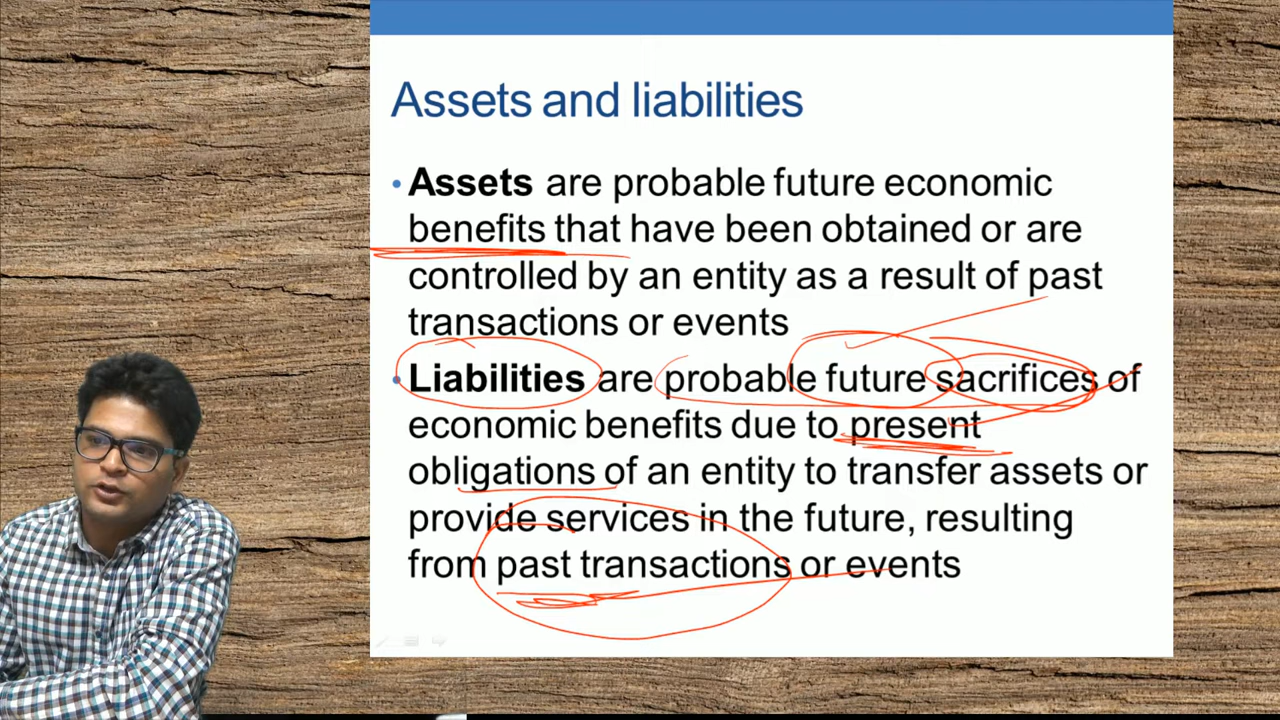 Assets and liabilities
• Assets are probable future economic
benefits that have been obtained or are
controlled by an entity as a result of past
transactions or events
• Liabilities are probable future sacrifices of
economic benefits due to present
obligations of an entity to transfer assets or
provide services in the future, resulting
from past transactions or events